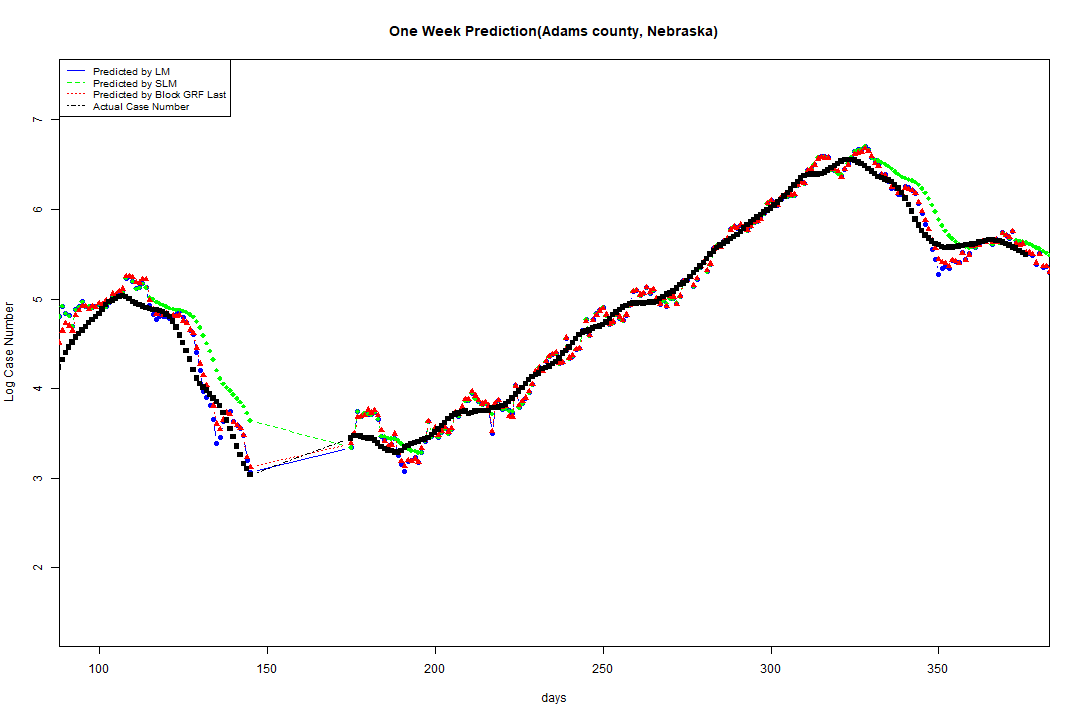 One Week Prediction(Adams county, Nebraska)
Predicted by LM
Predicted by SLM
Predicted by Block GRF Last
Actual Case Number
7
6
5
4
3
2
Log Case Number
100 150 200 250 300 350
days